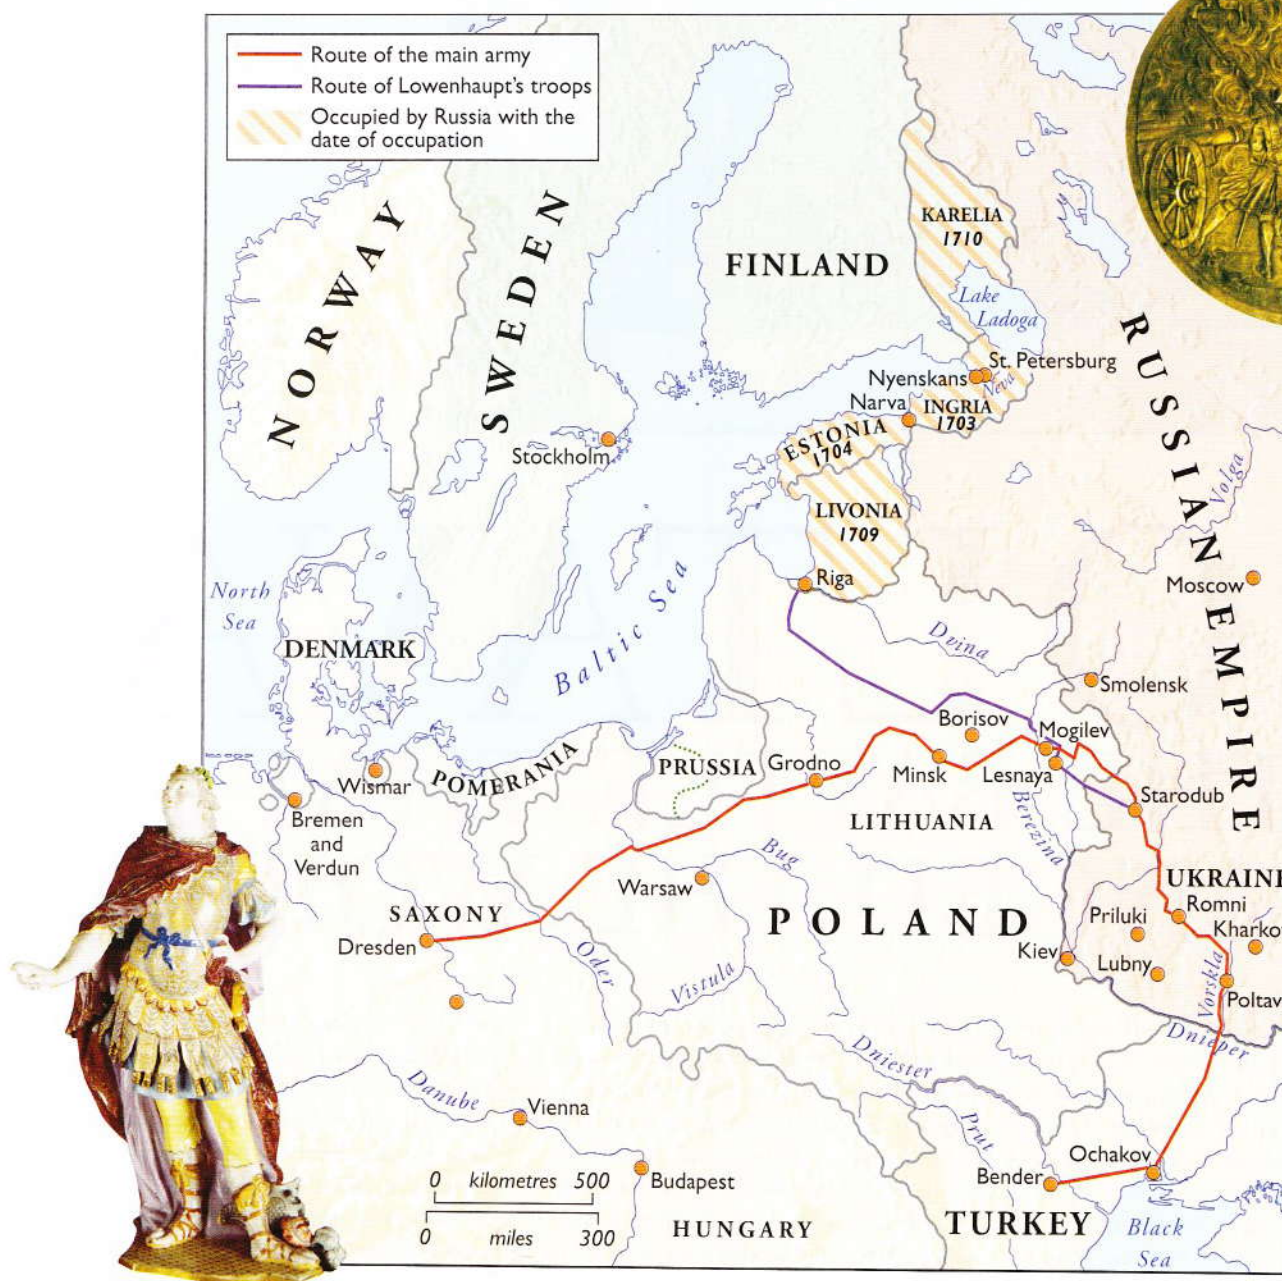 Route of the main army
Route of Lowenhaupt's troops
Occupied by Russia with the
date of occupation
NORWAY
SWEDEN
FINLAND
KARELIA
1710
Lake
Ladoga
RUSSIAN EMPIRE
St. Petersburg
Nyenskans
Neva
Narva
INGRIA
1703
ESTONIA
1704
Stockholm
LIVONIA
1709
Volga
Riga
Moscow
North
Sea
DENMARK
Baltic Sea
Dvina
Smolensk
Borisov
Mogilev
Wismar
POMERANIA
PRUSSIA
Grodno
Minsk
Lesnaya
Starodub
Bremen
and
Verdun
LITHUANIA
Berezina
Bug
Warsaw
UKRAINE
SAXONY
POLAND
Priluki
Romni
Kharkov
Dresden
Oder
Vistula
Kiev
Lubny
Vorskla
Poltav
Dnieper
Dniester
Danube
Vienna
Prut
Ochakov
Bender
0 kilometres 500
Budapest
0 miles 300
HUNGARY
TURKEY
Black
Sea